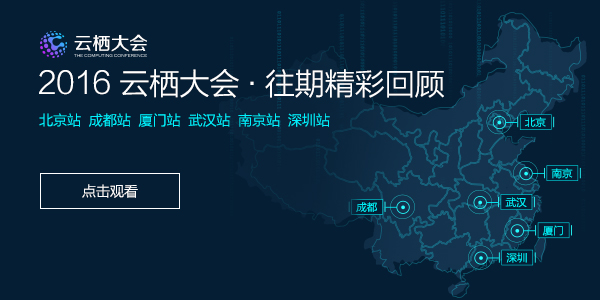 云栖大会
THE COMPUTING CONFERENCE
2016 云栖大会 · 往期精彩回顾
北京站 成都站 厦门站 武汉站 南京站 深圳站
点击观看
北京
南京
武汉
成都
厦门
深圳